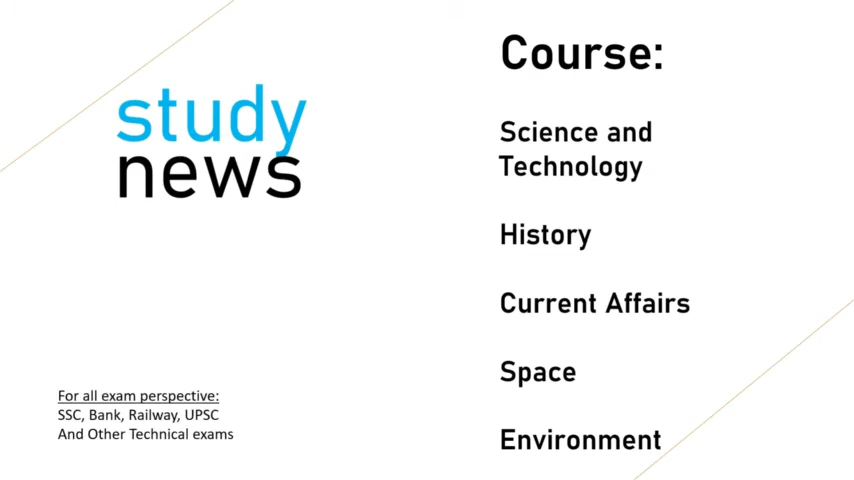 study
news
For all exam perspective:
SSC, Bank, Railway, UPSC
And Other Technical exams
Course:
Science and
Technology
History
Current Affairs
Space
Environment